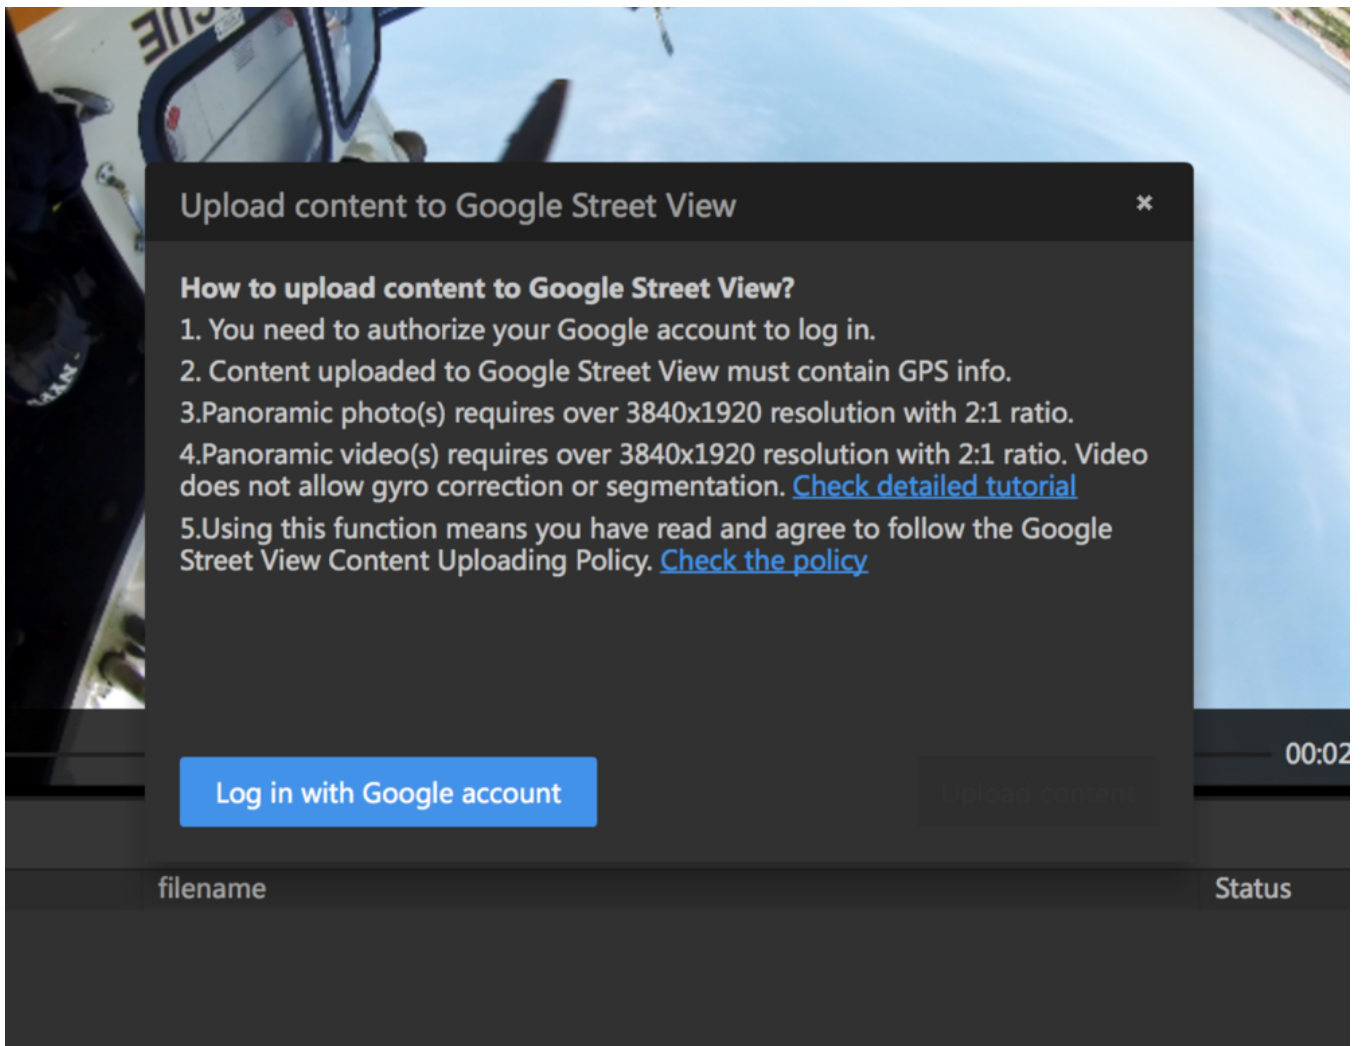 CUE
Upload content to Google Street View
How to upload content to Google Street View?
1. You need to authorize your Google account to log in.
2. Content uploaded to Google Street View must contain GPS info.
3.Panoramic photo(s) requires over 3840x1920 resolution with 2:1 ratio.
4.Panoramic video(s) requires over 3840x1920 resolution with 2:1 ratio. Video
does not allow gyro correction or segmentation. Check detailed tutorial
5.Using this function means you have read and agree to follow the Google
Street View Content Uploading Policy. Check the policy
00:02
Log in with Google account
Upload content
filename
Status